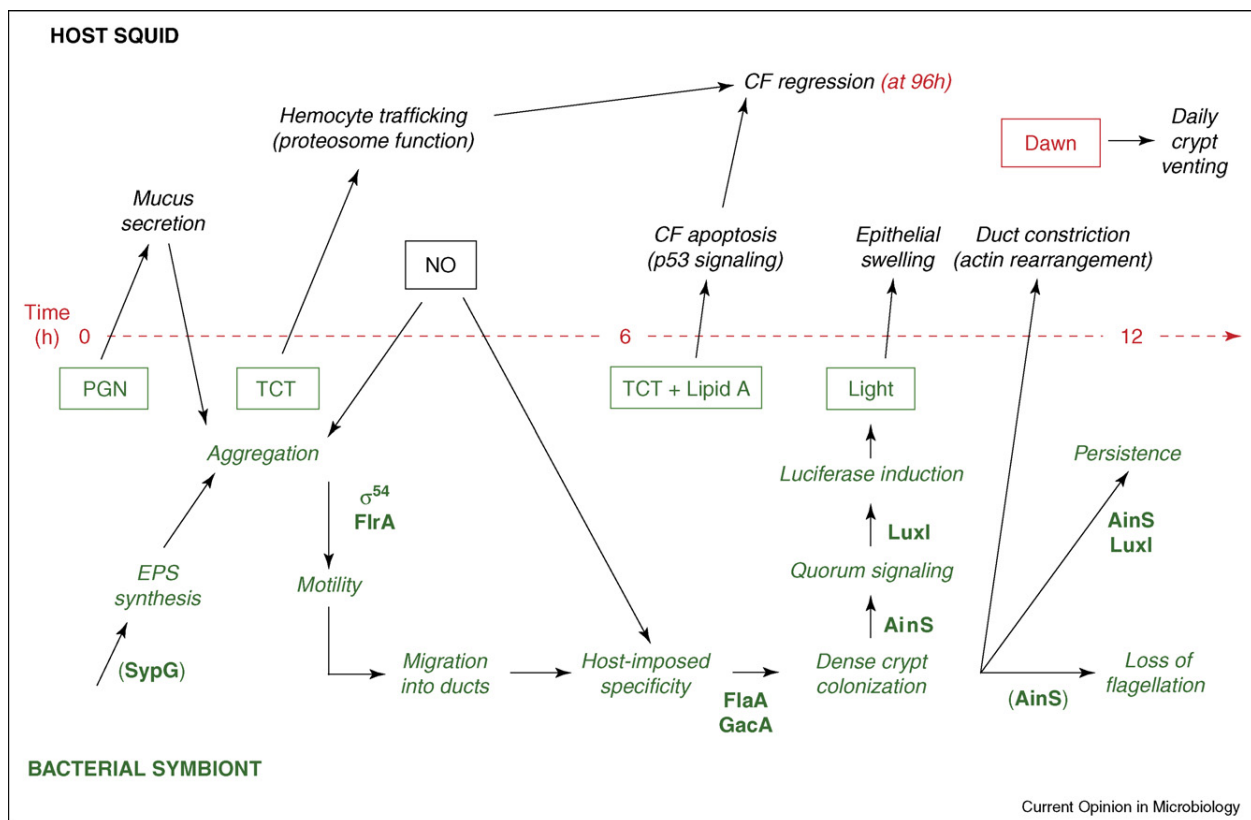 HOST SQUID
CF regression (at 96h)
Hemocyte trafficking
(proteosome function)
Dawn
Daily
crypt
venting
Mucus
secretion
NO
CF apoptosis
(p53 signaling)
Epithelial
swelling
Duct constriction
(actin rearrangement)
Time
(h)
0
6
12
PGN
TCT
TCT + Lipid A
Light
Aggregation
Luciferase induction
Persistence
σ54
FlrA
LuxI
AinS
LuxI
EPS
synthesis
Motility
Quorum signaling
AinS
(SypG)
Migration
into ducts
Host-imposed
specificity
FlaA
GacA
Dense crypt
colonization
(AinS)
Loss of
flagellation
BACTERIAL SYMBIONT
Current Opinion in Microbiology